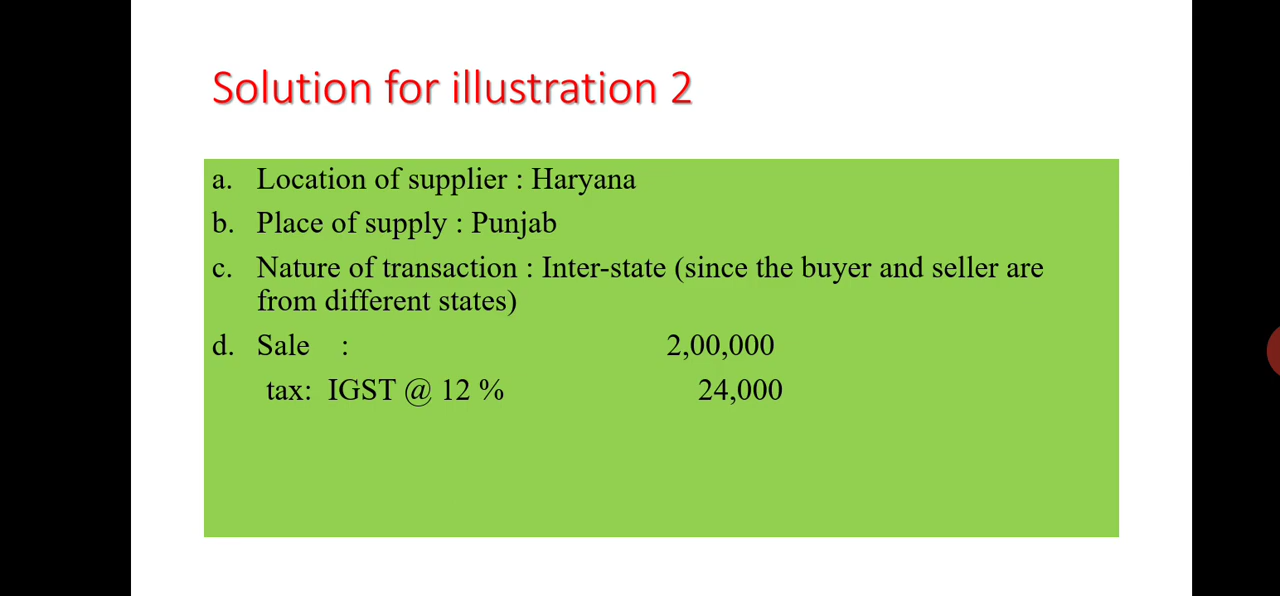 Solution for illustration 2
a. Location of supplier : Haryana
b. Place of supply : Punjab
c. Nature of transaction : Inter-state (since the buyer and seller are
from different states)
d. Sale : 2,00,000
tax: IGST @ 12 % 24,000